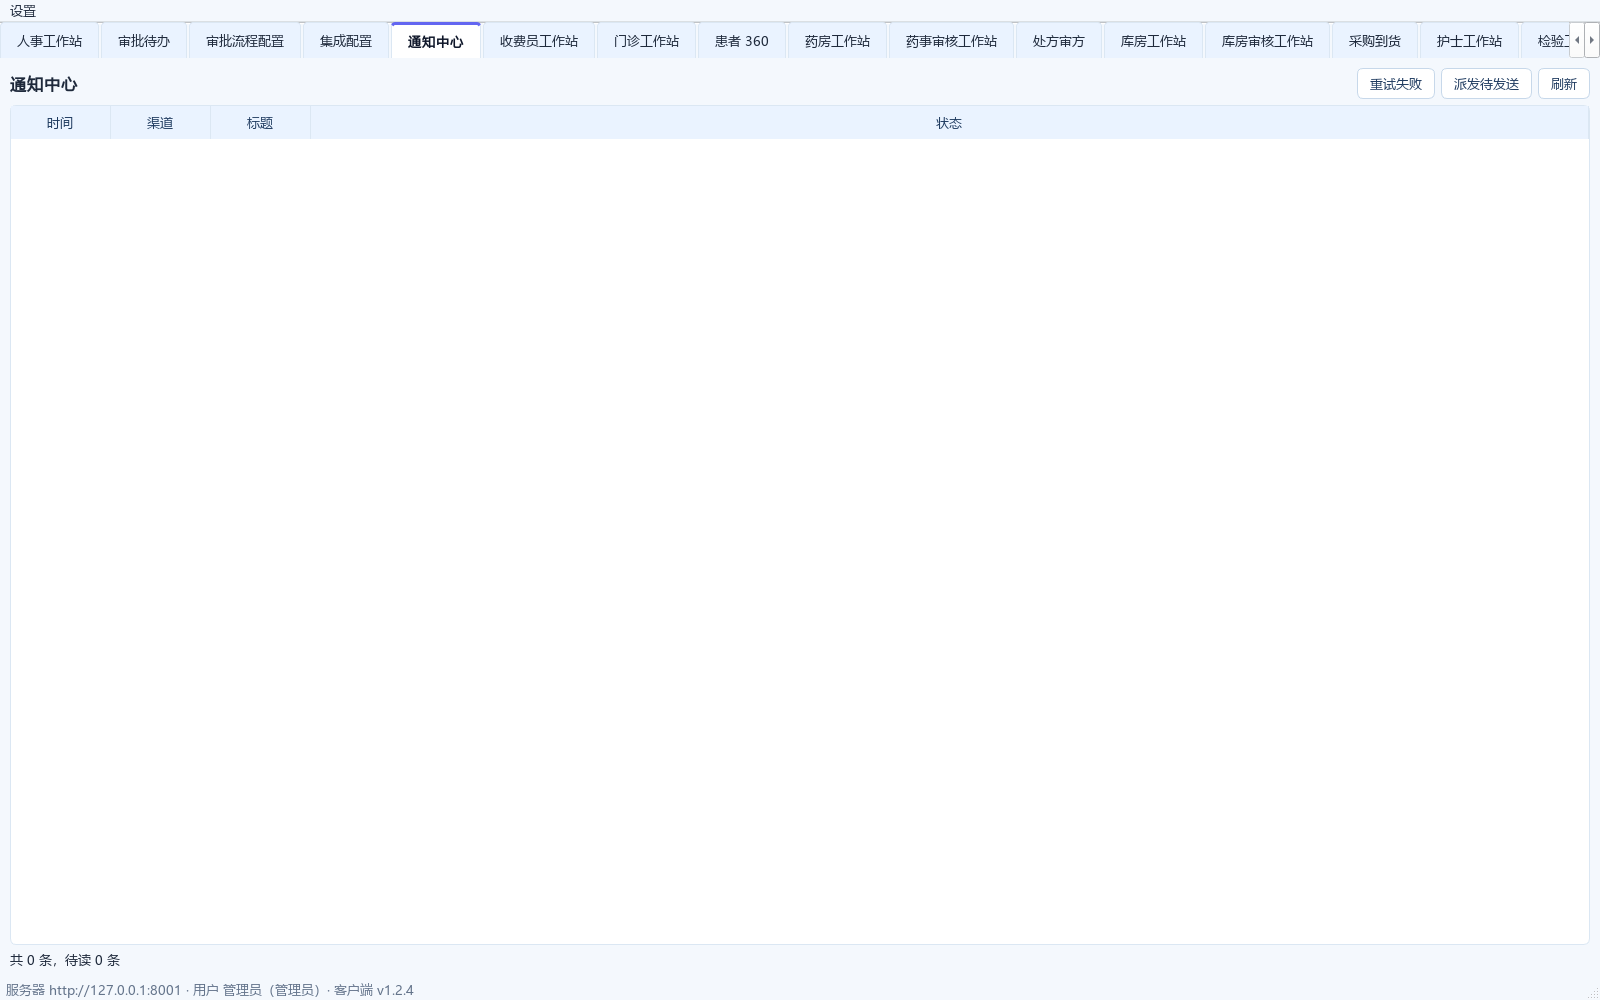 设置
人事工作站 审批待办 审批流程配置 集成配置 通知中心 收费员工作站 门诊工作站 患者 360 药房工作站 药事审核工作站 处方审方 库房工作站 库房审核工作站 采购到货 护士工作站 检验
通知中心 重试失败 派发待发送 刷新
时间 渠道 标题 状态
共 0 条，待读 0 条
服务器 http://127.0.0.1:8001 · 用户 管理员（管理员）· 客户端 v1.2.4